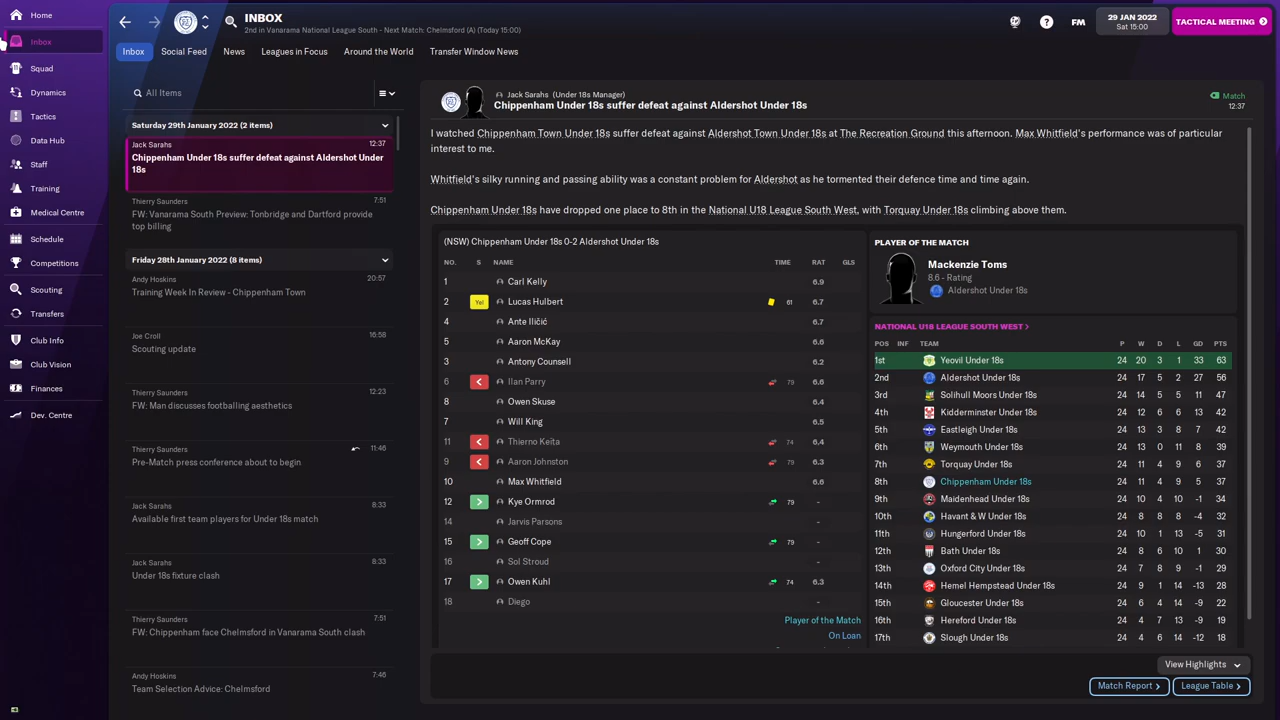 Home
Inbox
Squad
Dynamics
Tactics
Data Hub
Staff
Training
Medical Centre
Schedule
Competitions
Scouting
Transfers
Club Info
Club Vision
Finances
Dev. Centre
INBOX
2nd in Vanarama National League South - Next Match: Chelmsford (A) (Today 15:00)
FM
29 JAN 2022
Sat 15:00
TACTICAL MEETING
Inbox Social Feed News Leagues in Focus Around the World Transfer Window News
All Items
Saturday 29th January 2022 (2 items)
Jack Sarahs 12:37
Chippenham Under 18s suffer defeat against Aldershot Under
18s
Thierry Saunders 7:51
FW: Vanarama South Preview: Tonbridge and Dartford provide
top billing
Friday 28th January 2022 (8 items)
Andy Hoskins 20:57
Training Week In Review - Chippenham Town
Joe Croll 16:58
Scouting update
Thierry Saunders 12:23
FW: Man discusses footballing aesthetics
Thierry Saunders 11:46
Pre-Match press conference about to begin
Jack Sarahs 8:33
Available first team players for Under 18s match
Jack Sarahs 8:33
Under 18s fixture clash
Thierry Saunders 7:51
FW: Chippenham face Chelmsford in Vanarama South clash
Andy Hoskins 7:46
Team Selection Advice: Chelmsford
Jack Sarahs (Under 18s Manager)
Chippenham Under 18s suffer defeat against Aldershot Under 18s
Match
12:37
I watched Chippenham Town Under 18s suffer defeat against Aldershot Town Under 18s at The Recreation Ground this afternoon. Max Whitfield's performance was of particular
interest to me.
Whitfield's silky running and passing ability was a constant problem for Aldershot as he tormented their defence time and time again.
Chippenham Under 18s have dropped one place to 8th in the National U18 League South West, with Torquay Under 18s climbing above them.
(NSW) Chippenham Under 18s 0-2 Aldershot Under 18s
NO. S NAME TIME RAT GLS
1 Carl Kelly 6.9
2 Yel Lucas Hulbert 61 6.7
4 Ante Iličić 6.7
5 Aaron McKay 6.6
3 Antony Counsell 6.2
6 Ilan Parry 79 6.6
8 Owen Skuse 6.4
7 Will King 6.5
11 Thierno Keïta 74 6.4
9 Aaron Johnston 79 6.3
10 Max Whitfield 6.6
12 Kye Ormrod 79 -
14 Jarvis Parsons -
15 Geoff Cope 79 -
16 Sol Stroud -
17 Owen Kuhl 74 6.3
18 Diego -
Player of the Match
On Loan
PLAYER OF THE MATCH
Mackenzie Toms
8.6 - Rating
Aldershot Under 18s
NATIONAL U18 LEAGUE SOUTH WEST >
POS INF TEAM P W D L GD PTS
1st Yeovil Under 18s 24 20 3 1 33 63
2nd Aldershot Under 18s 24 17 5 2 27 56
3rd Solihull Moors Under 18s 24 14 5 5 11 47
4th Kidderminster Under 18s 24 12 6 6 13 42
5th Eastleigh Under 18s 24 13 3 8 7 42
6th Weymouth Under 18s 24 13 0 11 8 39
7th Torquay Under 18s 24 11 4 9 6 37
8th Chippenham Under 18s 24 11 4 9 5 37
9th Maidenhead Under 18s 24 10 4 10 -1 34
10th Havant & W Under 18s 24 8 8 8 -4 32
11th Hungerford Under 18s 24 10 1 13 -5 31
12th Bath Under 18s 24 8 6 10 1 30
13th Oxford City Under 18s 24 7 8 9 -1 29
14th Hemel Hempstead Under 18s 24 9 1 14 -13 28
15th Gloucester Under 18s 24 6 4 14 -9 22
16th Hereford Under 18s 24 4 7 13 -9 19
17th Slough Under 18s 24 4 6 14 -12 18
View Highlights
Match Report >
League Table >